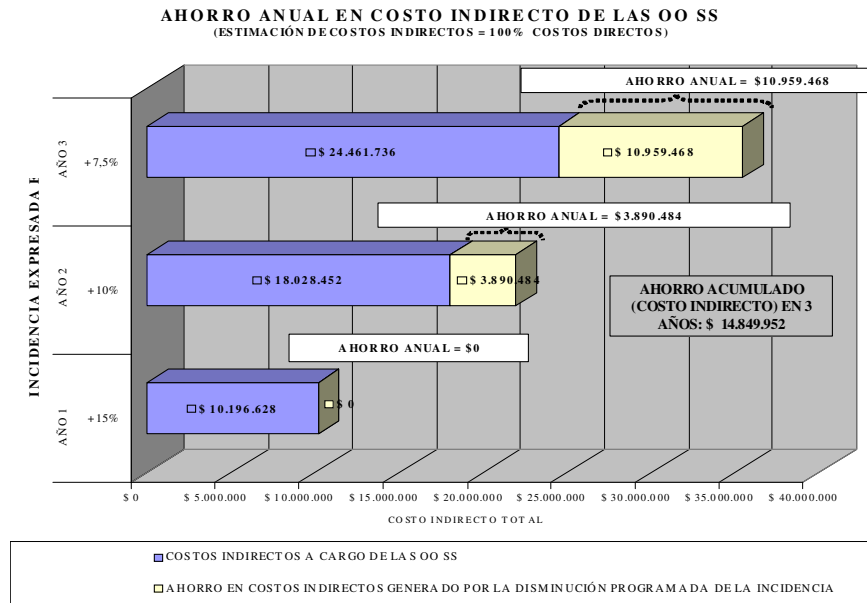 AHORRO ANUAL EN COSTO INDIRECTO DE LAS OO SS
(ESTIMACIÓN DE COSTOS INDIRECTOS = 100% COSTOS DIRECTOS)
AHORRO ANUAL = $10.959.468
AÑO 3
+7,5%
$ 24.461.736
$ 10.959.468
AHORRO ANUAL = $3.890.484
INCIDENCIA EXPRESADA
AÑO 2
+10%
$ 18.028.452
$ 3.890.484
AHORRO ACUMULADO
(COSTO INDIRECTO) EN 3
AÑOS: $ 14.849.952
AHORRO ANUAL = $0
AÑO 1
+15%
$ 10.196.628
$ 0
$ 0
$ 5.000.000
$ 10.000.000
$ 15.000.000
$ 20.000.000
$ 25.000.000
$ 30.000.000
$ 35.000.000
$ 40.000.000
COSTO INDIRECTO TOTAL
COSTOS INDIRECTOS A CARGO DE LAS OO SS
AHORRO EN COSTOS INDIRECTOS GENERADO POR LA DISMINUCIÓN PROGRAMADA DE LA INCIDENCIA